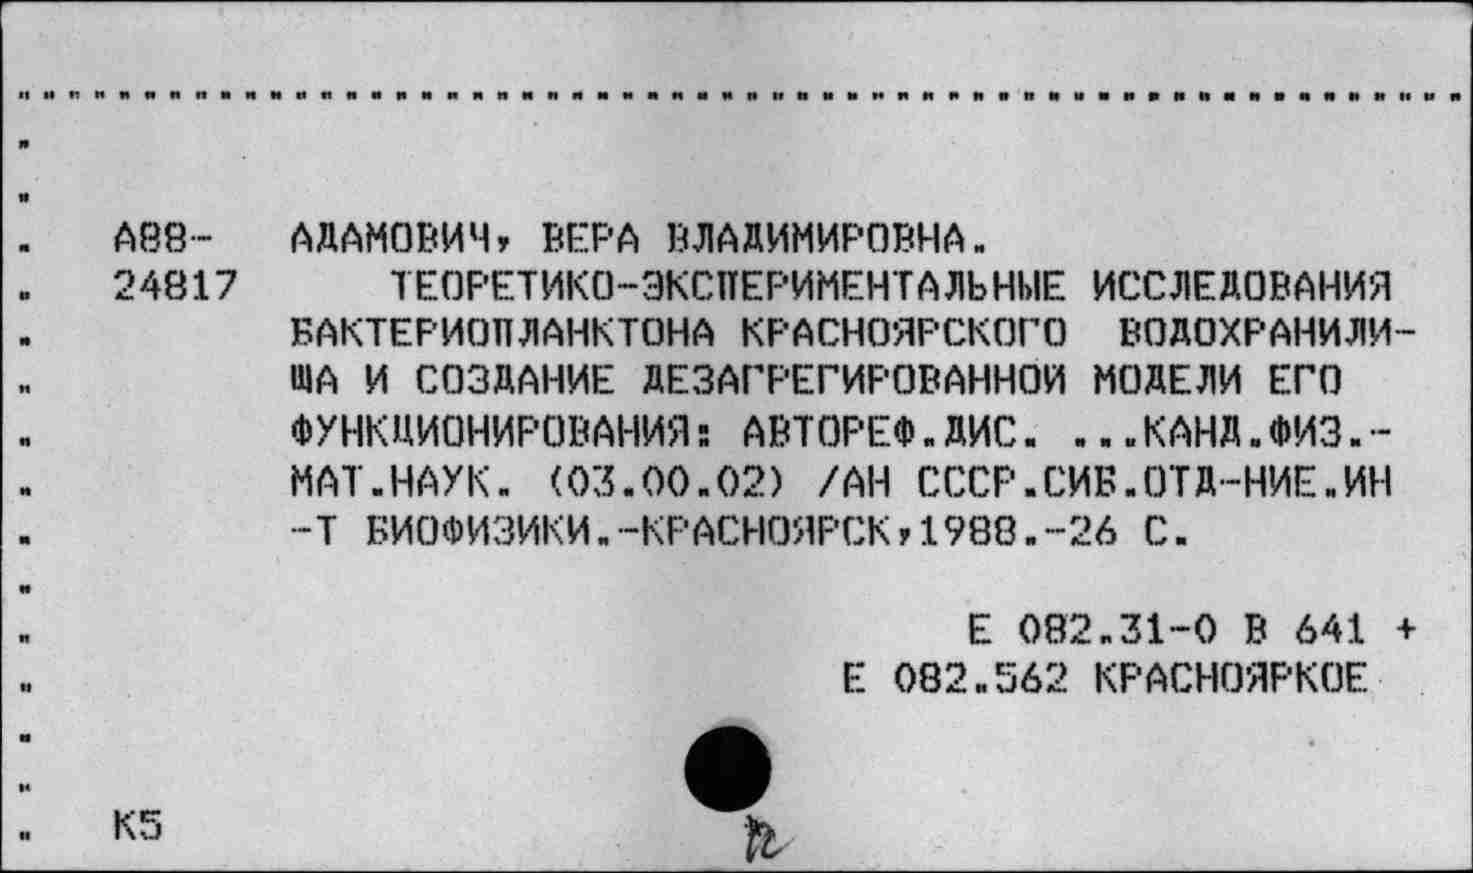 А88- АДАМОВИЧ, ВЕРА ВЛАДИМИРОВНА.
24817 ТЕОРЕТИКО-ЭКСПЕРИМЕНТАЛЬНЫЕ ИССЛЕДОВАНИЯ
БАКТЕРИОПЛАНКТОНА КРАСНОЯРСКОГО ВОДОХРАНИЛИ-
ЩА И СОЗДАНИЕ ДЕЗАГРЕГИРОВАННОЙ МОДЕЛИ ЕГО
ФУНКЦИОНИРОВАНИЯ: АВТОРЕФ.ДИС. ...КАНД.ФИЗ.-
МАТ.НАУК. (03.00.02) /АН СССР.СИБ.ОТД-НИЕ.ИН
-Т БИОФИЗИКИ.-КРАСНОЯРСК,1988.-26 С.
Е 082.31-0 В 641 +
Е 082.562 КРАСНОЯРКОЕ
К5